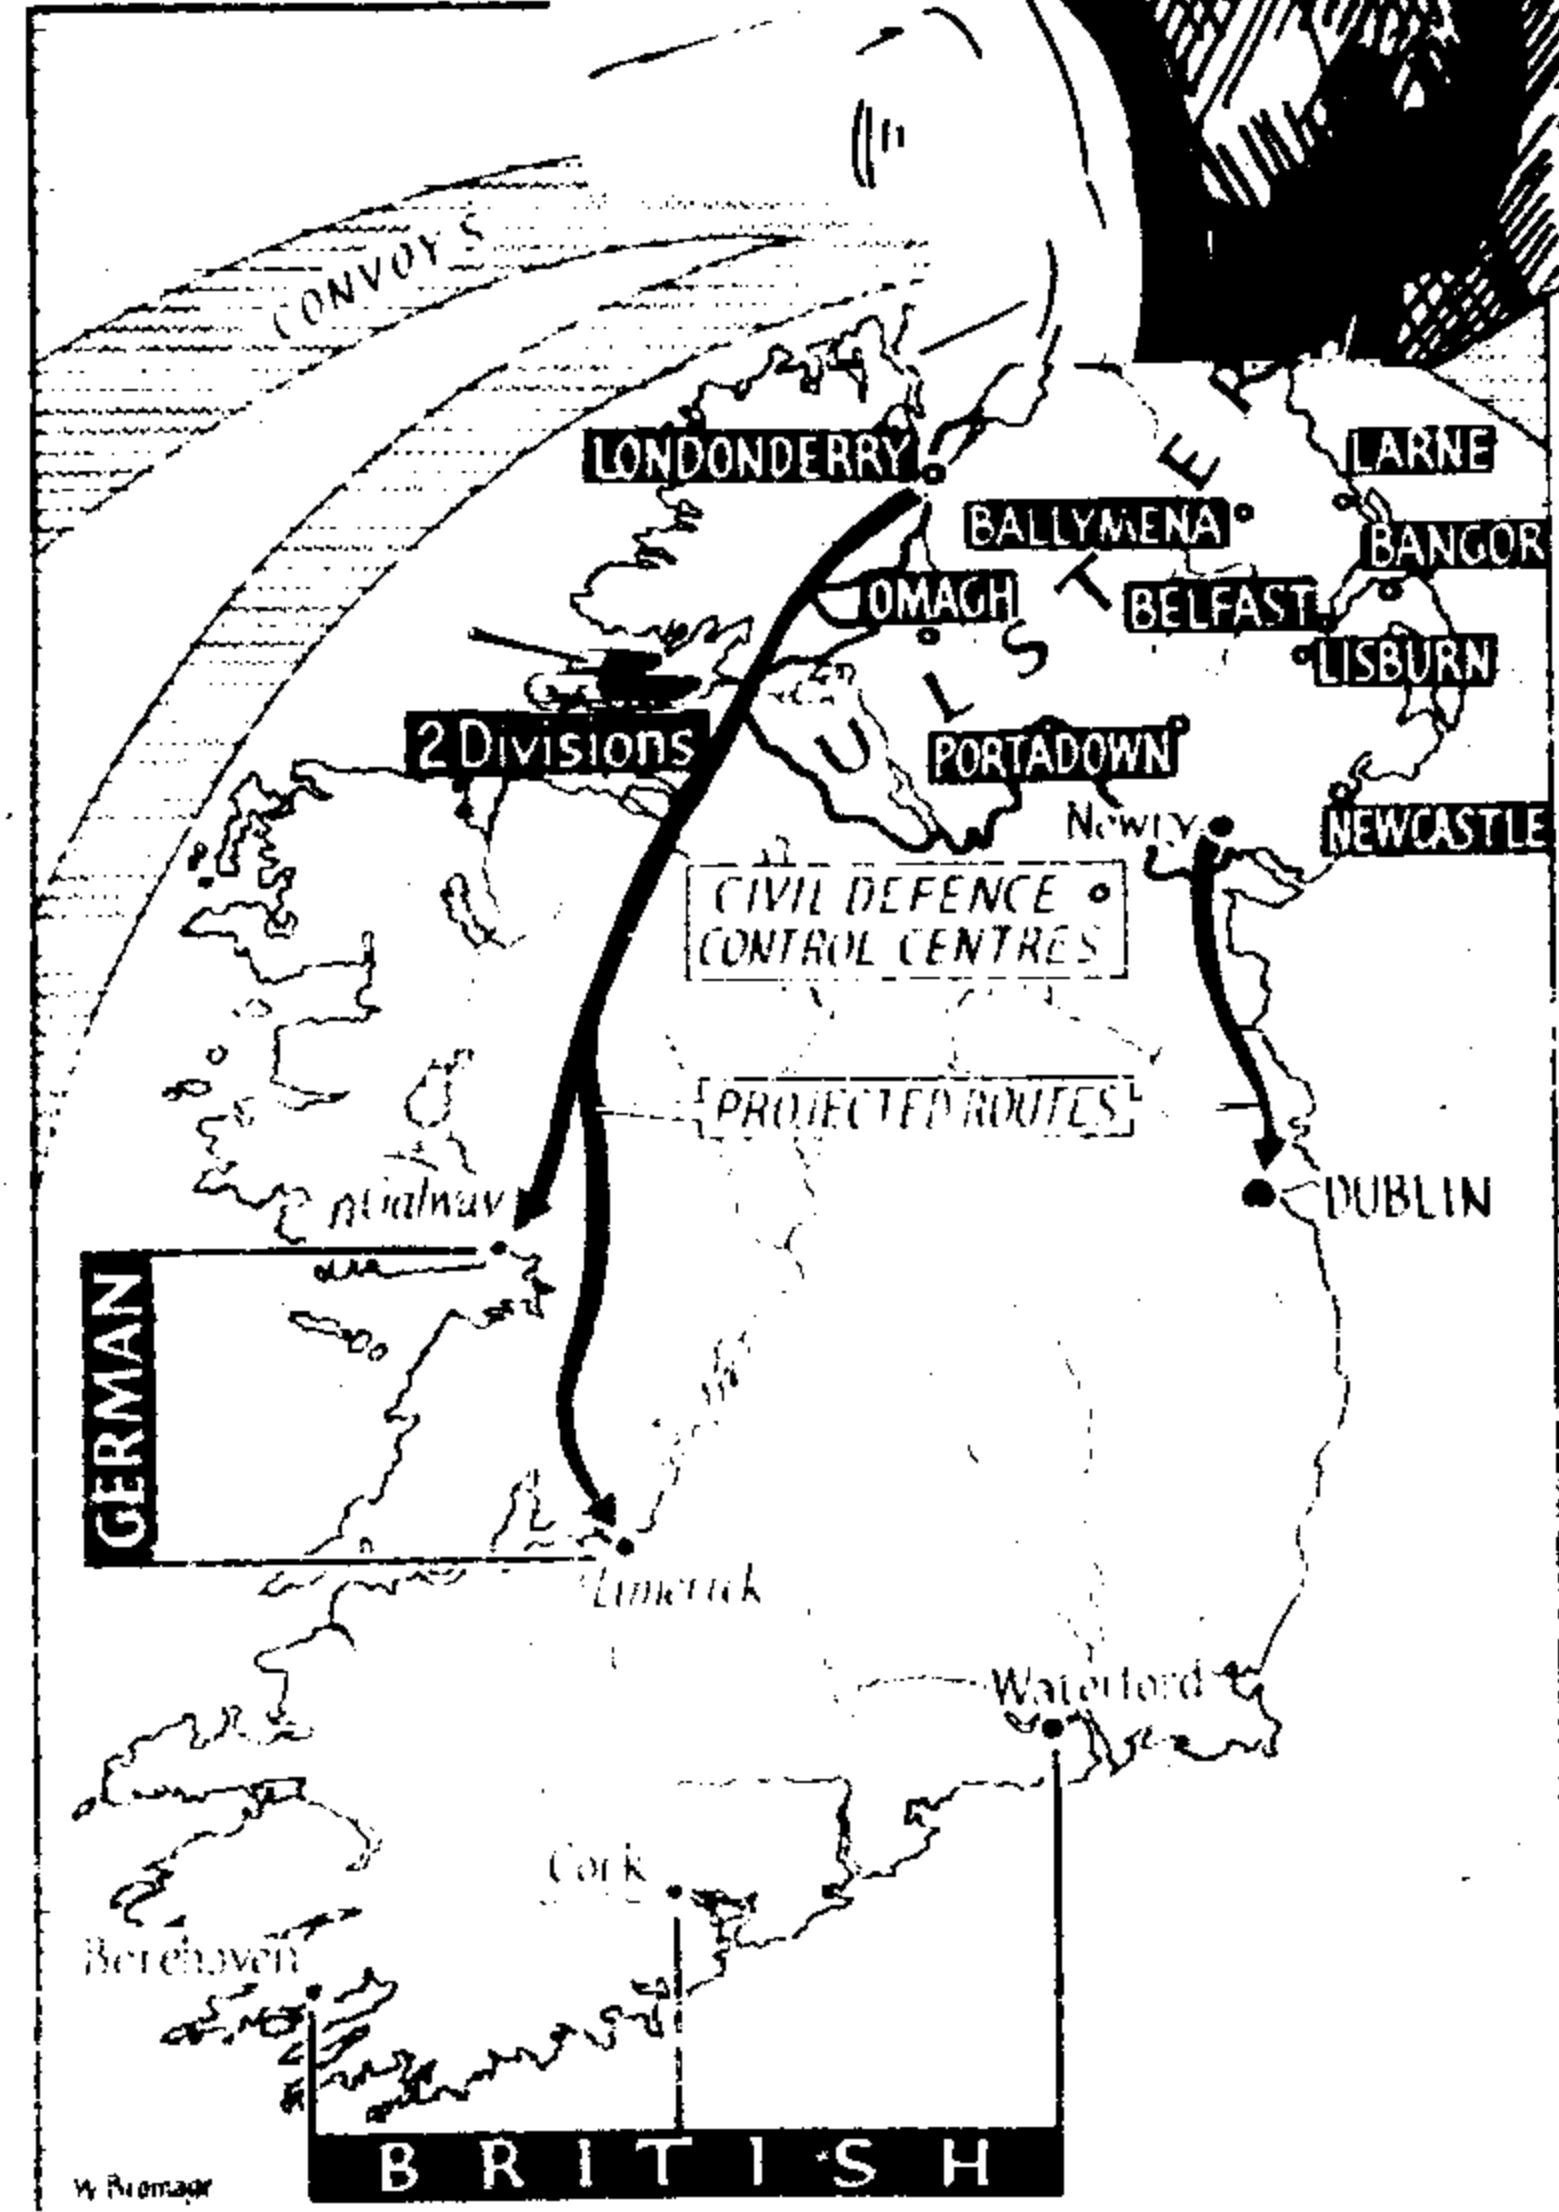 CONVOYS
ULSTER
LONDONDERRY
LARNE
BALLYMENA
BANGOR
OMAGH
BELFAST
LISBURN
2 Divisions
PORTADOWN
Newry
NEWCASTLE
CIVIL DEFENCE
CONTROL CENTRES
PROJECTED ROUTES
Galway
DUBLIN
GERMAN
Limerick
Waterford
Cork
Berehaven
BRITISH